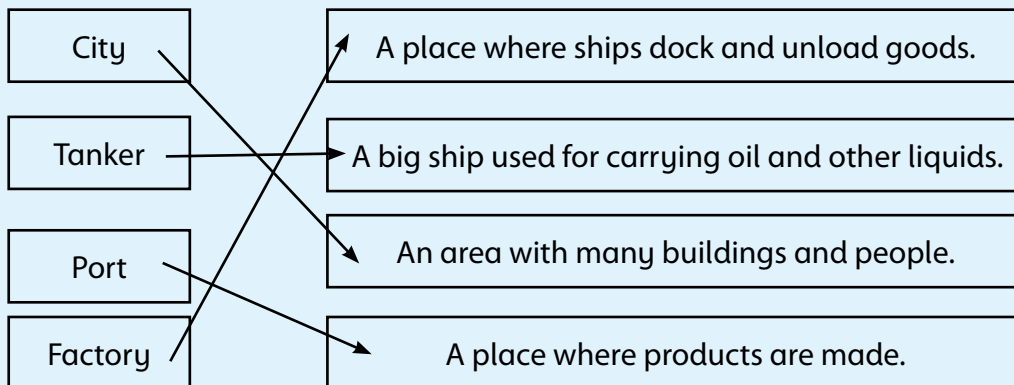 City
A place where ships dock and unload goods.
Tanker
A big ship used for carrying oil and other liquids.
Port
An area with many buildings and people.
Factory
A place where products are made.